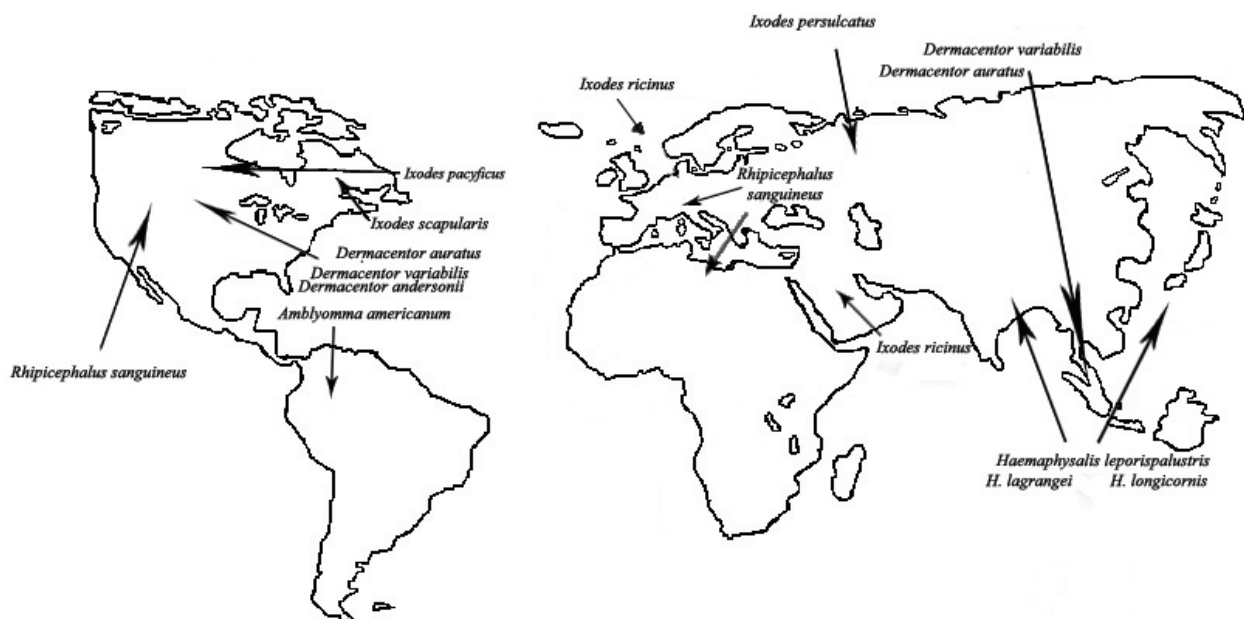 Ixodes persulcatus
Dermacentor variabilis
Dermacentor auratus
Ixodes ricinus
Ixodes pacyficus
Rhipicephalus
sanguineus
Ixodes scapularis
Dermacentor auratus
Dermacentor variabilis
Dermacentor andersonii
Amblyomma americanum
Ixodes ricinus
Rhipicephalus sanguineus
Haemaphysalis leporispalustris
H. lagrangei H. longicornis